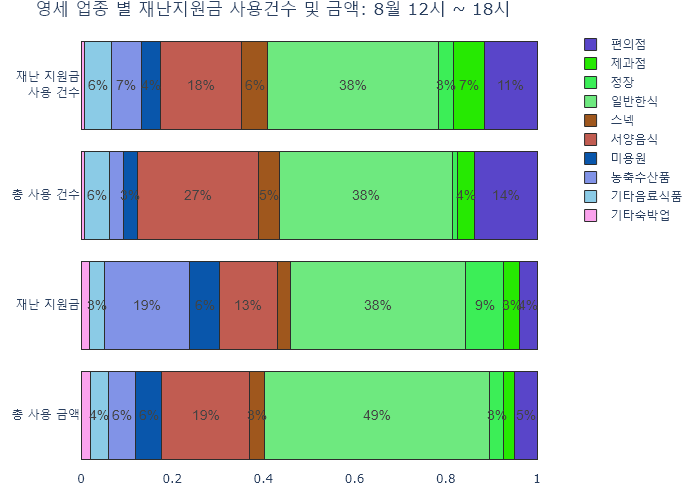 영세 업종 별 재난지원금 사용건수 및 금액: 8월 12시 ~ 18시
재난 지원금
사용 건수
6%
7%
4%
18%
6%
38%
3%
7%
11%
총 사용 건수
6%
3%
27%
5%
38%
4%
14%
재난 지원금
3%
19%
6%
13%
38%
9%
3%
4%
총 사용 금액
4%
6%
6%
19%
3%
49%
3%
5%
0
0.2
0.4
0.6
0.8
1
편의점
제과점
정장
일반한식
스넥
서양음식
미용원
농축수산품
기타음료식품
기타숙박업